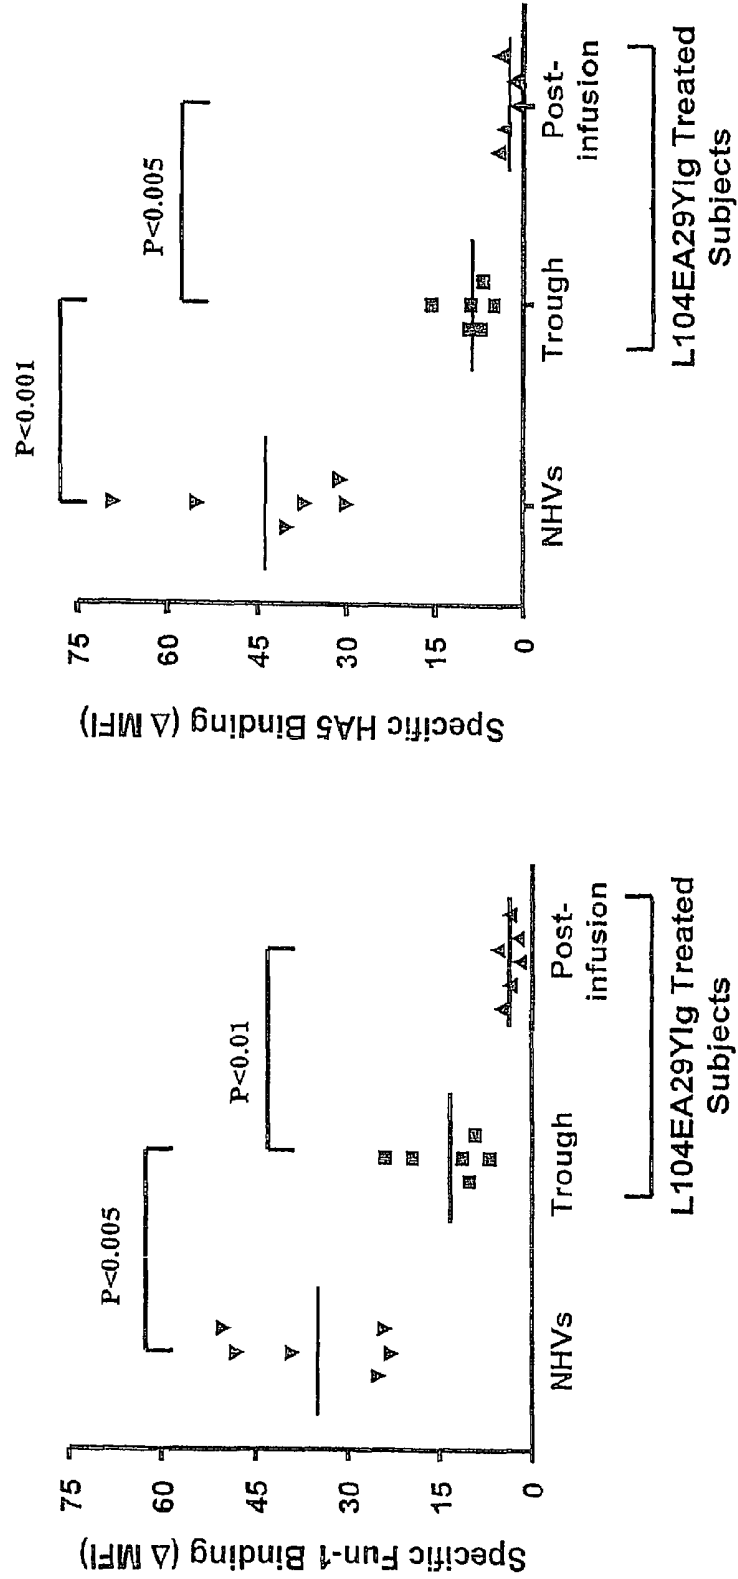 Specific Fun-1 Binding (Δ MFI)
75
60
45
30
15
0
P<0.005
P<0.01
NHVs
Trough
Post-
infusion
L104EA29YIg Treated
Subjects
Specific HA5 Binding (Δ MFI)
75
60
45
30
15
0
P<0.001
P<0.005
NHVs
Trough
Post-
infusion
L104EA29YIg Treated
Subjects